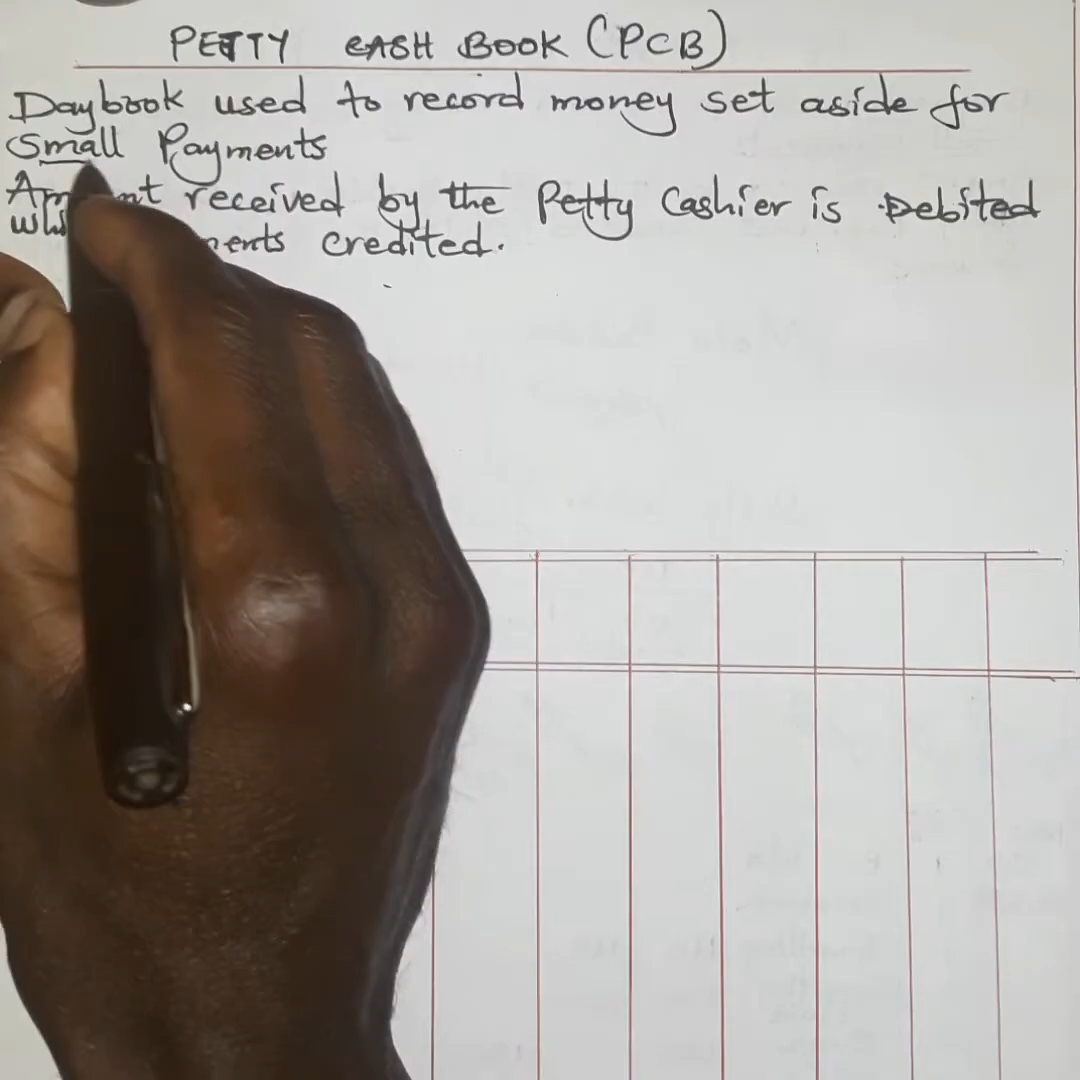 PETTY CASH BOOK (PCB)
Daybook used to record money set aside for
Small Payments
received by the Petty Cashier is Debited
credited.